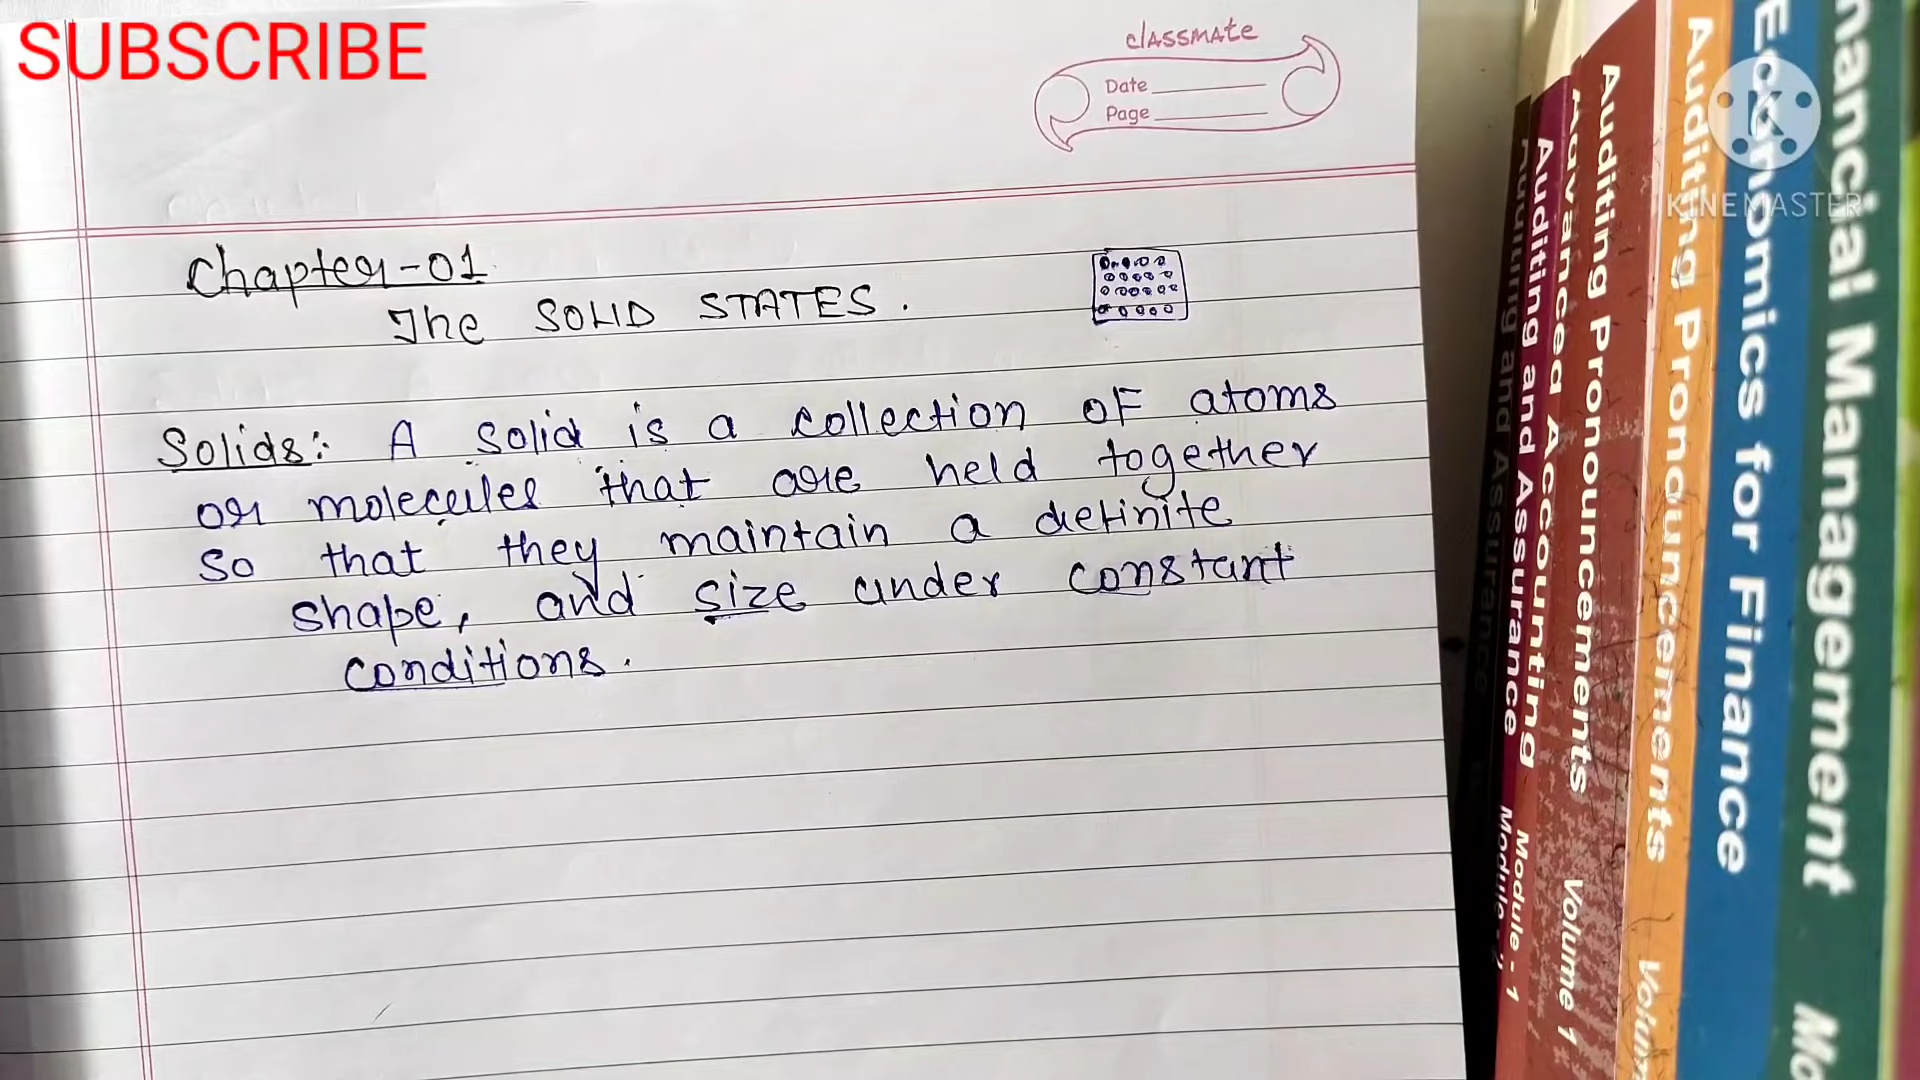 SUBSCRIBE
classmate
Date
Page
Chapter-01
The SOLID STATES.
Solids:- A solid is a collection OF atoms
or molecules that are held together
so that they maintain a definite
shape, and size under constant
conditions.
Auditing and Assurance Module - 2
Auditing and Assurance Module - 1
Advanced Accounting
Auditing Pronouncements Volume 1
Auditing Pronouncements
Economics for Finance
Management
KINEMASTER